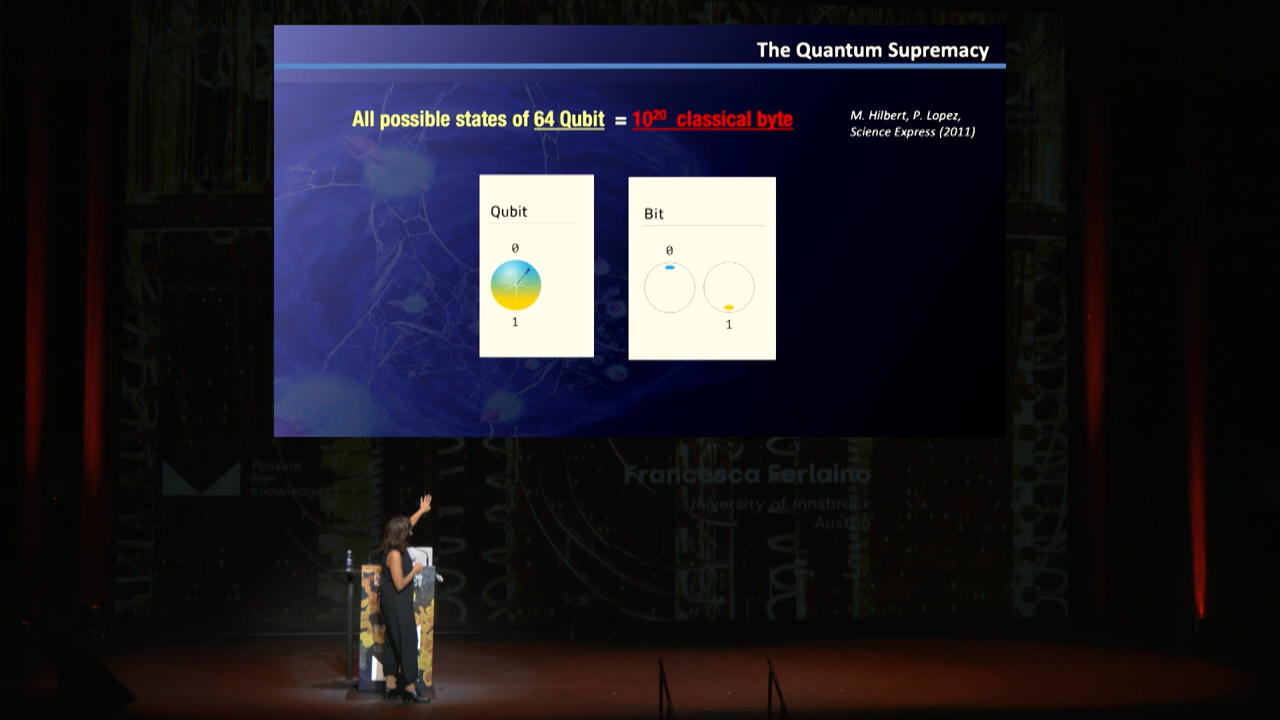 The Quantum Supremacy
All possible states of 64 Qubit = 10²⁰ classical byte
M. Hilbert, P. Lopez,
Science Express (2011)
Qubit
0
1
Bit
0
1
Passion
For
Knowledge
Francesca Ferlaino
University of Innsbruck
Austria